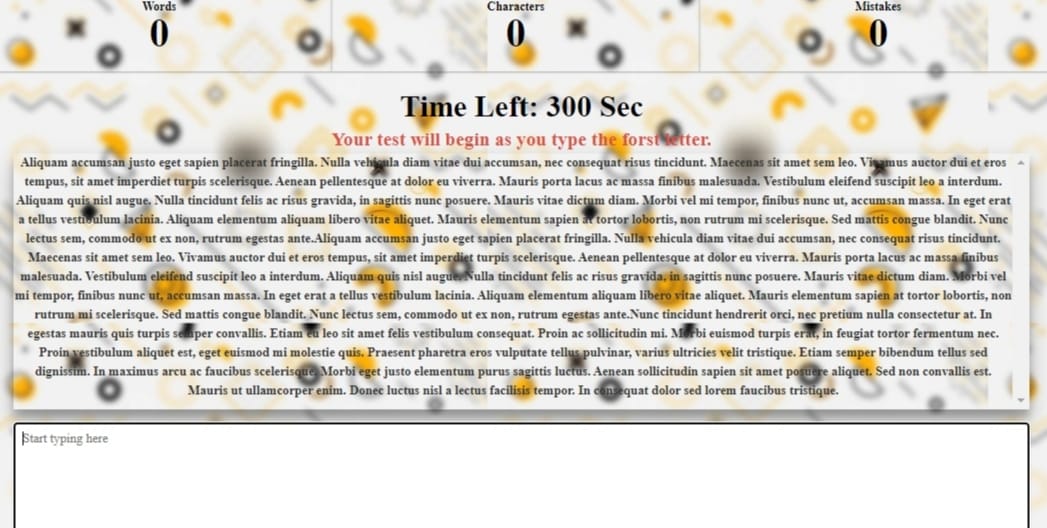 Words Characters Mistakes
0 0 0
Time Left: 300 Sec
Your test will begin as you type the forst letter.
Aliquam accumsan justo eget sapien placerat fringilla. Nulla vehicula diam vitae dui accumsan, nec consequat risus tincidunt. Maecenas sit amet sem leo. Vivamus auctor dui et eros
tempus, sit amet imperdiet turpis scelerisque. Aenean pellentesque at dolor eu viverra. Mauris porta lacus ac massa finibus malesuada. Vestibulum eleifend suscipit leo a interdum.
Aliquam quis nisl augue. Nulla tincidunt felis ac risus gravida, in sagittis nunc posuere. Mauris vitae dictum diam. Morbi vel mi tempor, finibus nunc ut, accumsan massa. In eget erat
a tellus vestibulum lacinia. Aliquam elementum aliquam libero vitae aliquet. Mauris elementum sapien at tortor lobortis, non rutrum mi scelerisque. Sed mattis congue blandit. Nunc
lectus sem, commodo ut ex non, rutrum egestas ante.Aliquam accumsan justo eget sapien placerat fringilla. Nulla vehicula diam vitae dui accumsan, nec consequat risus tincidunt.
Maecenas sit amet sem leo. Vivamus auctor dui et eros tempus, sit amet imperdiet turpis scelerisque. Aenean pellentesque at dolor eu viverra. Mauris porta lacus ac massa finibus
malesuada. Vestibulum eleifend suscipit leo a interdum. Aliquam quis nisl augue. Nulla tincidunt felis ac risus gravida, in sagittis nunc posuere. Mauris vitae dictum diam. Morbi vel
mi tempor, finibus nunc ut, accumsan massa. In eget erat a tellus vestibulum lacinia. Aliquam elementum aliquam libero vitae aliquet. Mauris elementum sapien at tortor lobortis, non
rutrum mi scelerisque. Sed mattis congue blandit. Nunc lectus sem, commodo ut ex non, rutrum egestas ante.Nunc tincidunt hendrerit orci, nec pretium nulla consectetur at. In
egestas mauris quis turpis semper convallis. Etiam eu leo sit amet felis vestibulum consequat. Proin ac sollicitudin mi. Morbi euismod turpis erat, in feugiat tortor fermentum nec.
Proin vestibulum aliquet est, eget euismod mi molestie quis. Praesent pharetra eros vulputate tellus pulvinar, varius ultricies velit tristique. Etiam semper bibendum tellus sed
dignissim. In maximus arcu ac faucibus scelerisque. Morbi eget justo elementum purus sagittis luctus. Aenean sollicitudin sapien sit amet posuere aliquet. Sed non convallis est.
Mauris ut ullamcorper enim. Donec luctus nisl a lectus facilisis tempor. In consequat dolor sed lorem faucibus tristique.
Start typing here